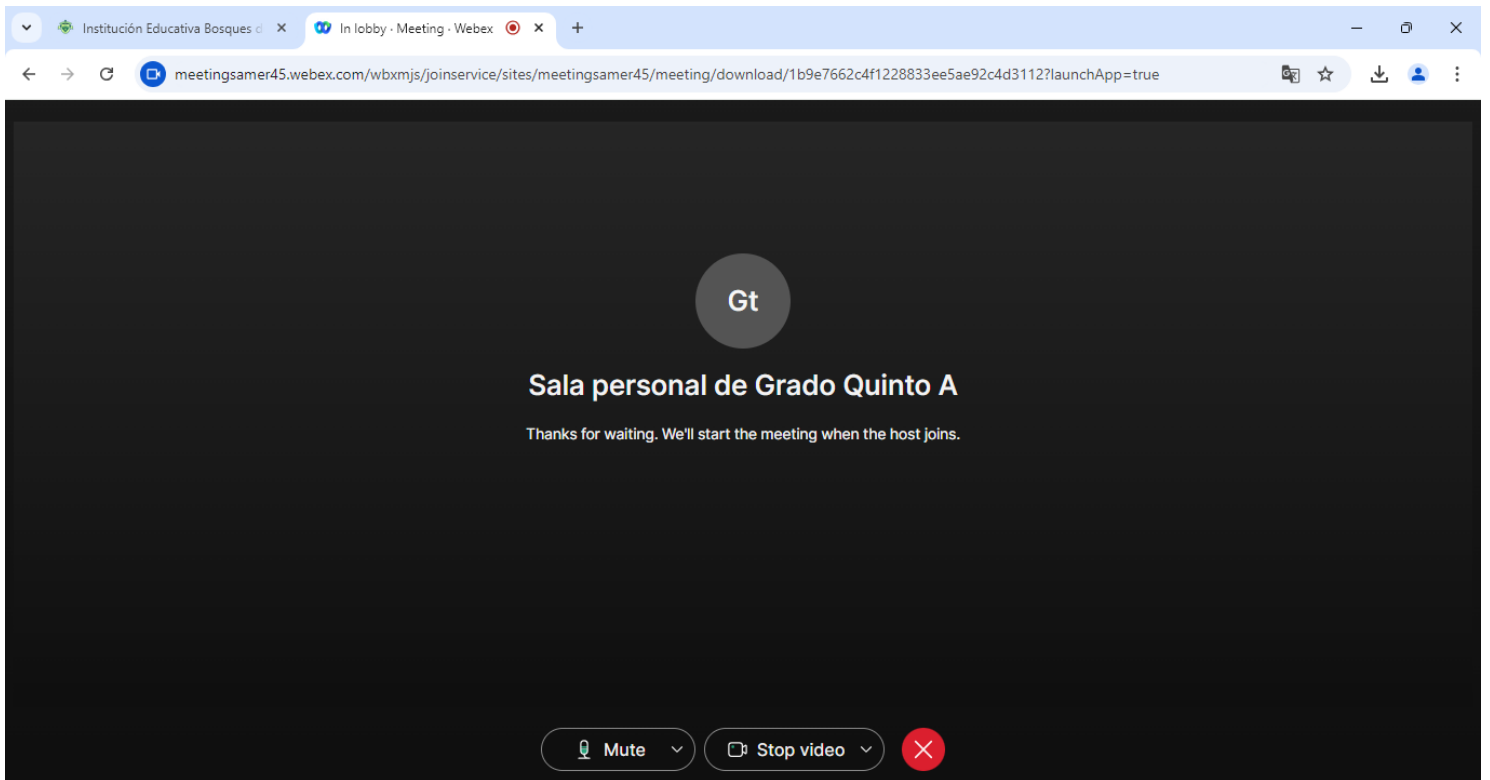 Institución Educativa Bosques d
In lobby · Meeting · Webex
meetingsamer45.webex.com/wbxmjs/joinservice/sites/meetingsamer45/meeting/download/1b9e7662c4f1228833ee5ae92c4d3112?launchApp=true
Gt
Sala personal de Grado Quinto A
Thanks for waiting. We'll start the meeting when the host joins.
Mute
Stop video